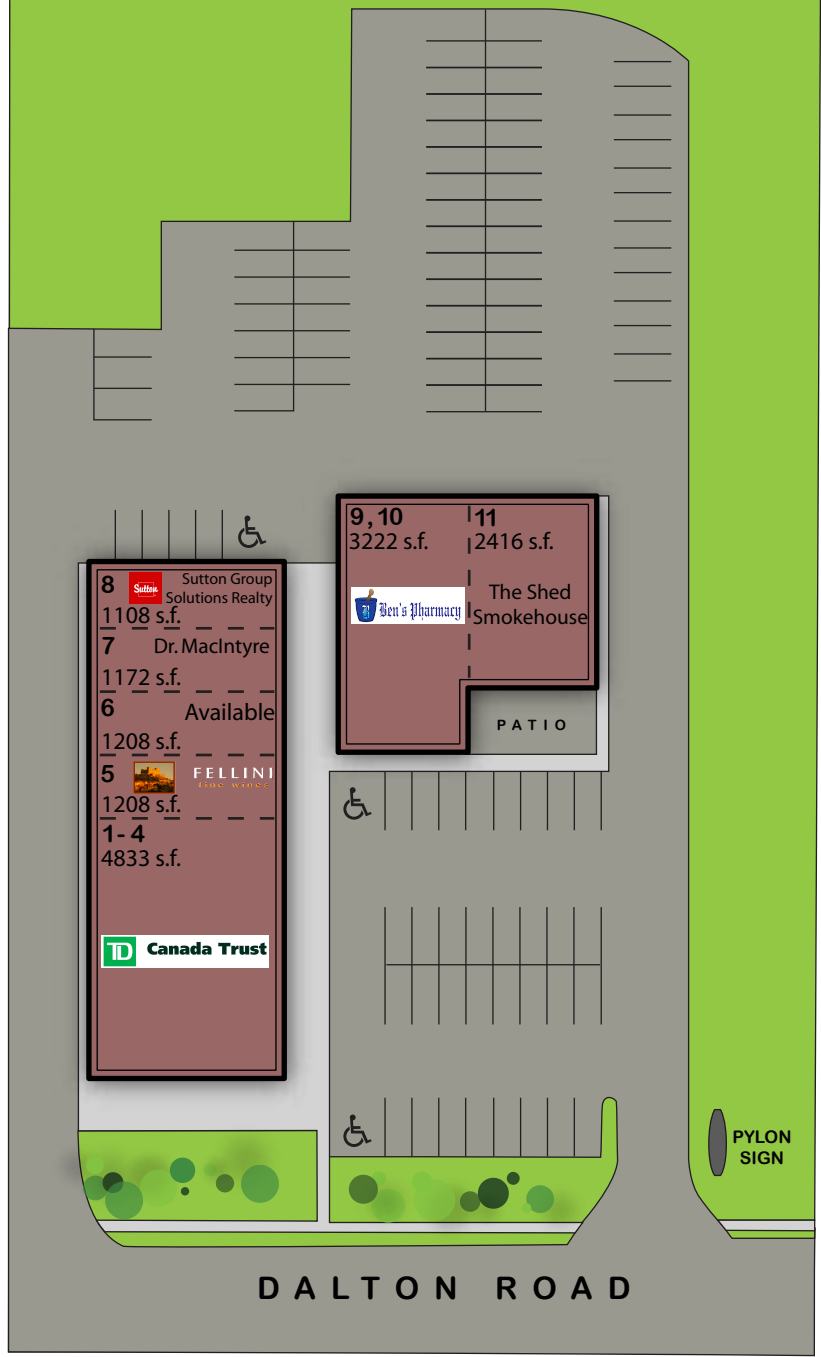 9, 10
3222 s.f.
Ben's Pharmacy
11
2416 s.f.
The Shed
Smokehouse
PATIO
8
Sutton
Sutton Group
Solutions Realty
1108 s.f.
7
Dr. MacIntyre
1172 s.f.
6
Available
1208 s.f.
5
FELLINI
fine wines
1208 s.f.
1- 4
4833 s.f.
TD Canada Trust
PYLON
SIGN
DALTON ROAD